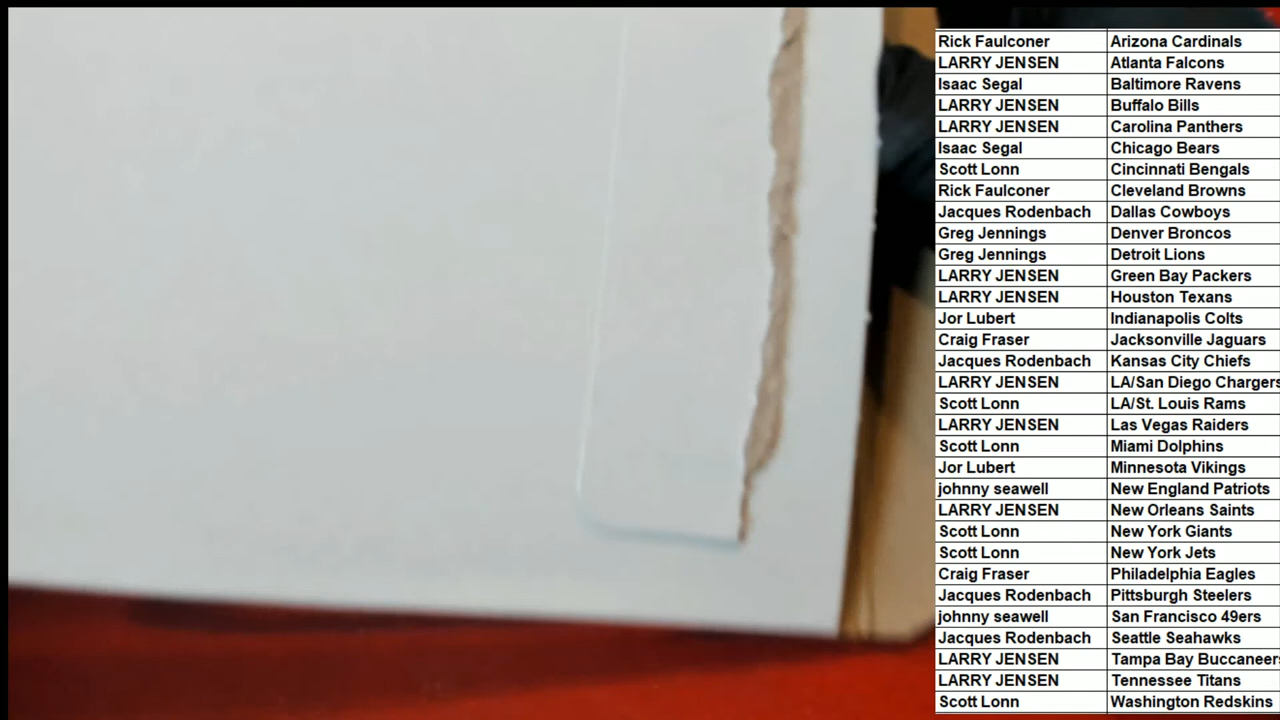 Rick Faulconer Arizona Cardinals
LARRY JENSEN Atlanta Falcons
Isaac Segal Baltimore Ravens
LARRY JENSEN Buffalo Bills
LARRY JENSEN Carolina Panthers
Isaac Segal Chicago Bears
Scott Lonn Cincinnati Bengals
Rick Faulconer Cleveland Browns
Jacques Rodenbach Dallas Cowboys
Greg Jennings Denver Broncos
Greg Jennings Detroit Lions
LARRY JENSEN Green Bay Packers
LARRY JENSEN Houston Texans
Jor Lubert Indianapolis Colts
Craig Fraser Jacksonville Jaguars
Jacques Rodenbach Kansas City Chiefs
LARRY JENSEN LA/San Diego Chargers
Scott Lonn LA/St. Louis Rams
LARRY JENSEN Las Vegas Raiders
Scott Lonn Miami Dolphins
Jor Lubert Minnesota Vikings
johnny seawell New England Patriots
LARRY JENSEN New Orleans Saints
Scott Lonn New York Giants
Scott Lonn New York Jets
Craig Fraser Philadelphia Eagles
Jacques Rodenbach Pittsburgh Steelers
johnny seawell San Francisco 49ers
Jacques Rodenbach Seattle Seahawks
LARRY JENSEN Tampa Bay Buccaneers
LARRY JENSEN Tennessee Titans
Scott Lonn Washington Redskins